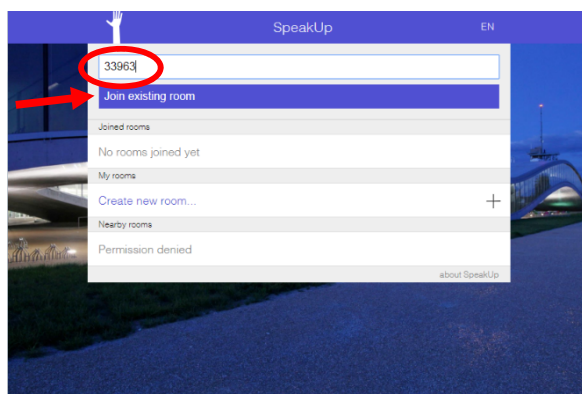 SpeakUp EN
33963
Join existing room
Joined rooms
No rooms joined yet
My rooms
Create new room...
Nearby rooms
Permission denied
about SpeakUp